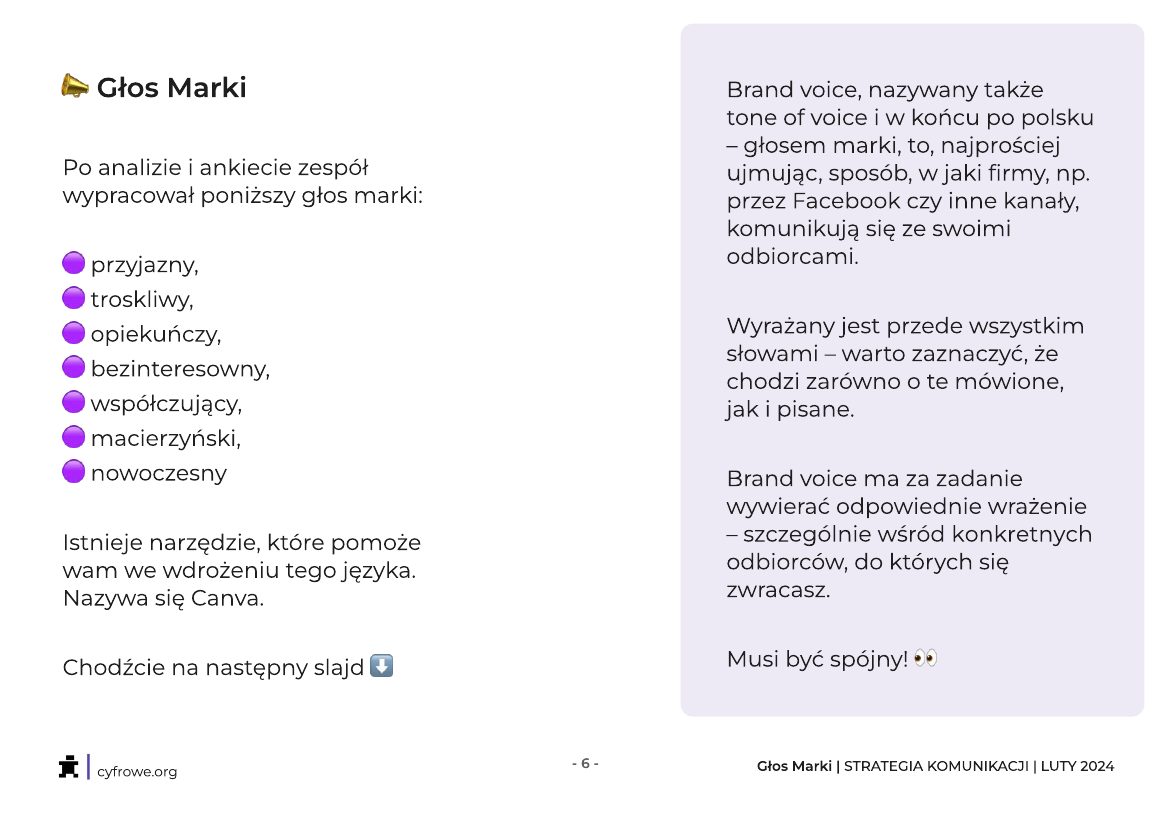 📣 Głos Marki
Po analizie i ankiecie zespół
wypracował poniższy głos marki:
🟣 przyjazny,
🟣 troskliwy,
🟣 opiekuńczy,
🟣 bezinteresowny,
🟣 współczujący,
🟣 macierzyński,
🟣 nowoczesny
Istnieje narzędzie, które pomoże
wam we wdrożeniu tego języka.
Nazywa się Canva.
Chodźcie na następny slajd ⬇️
Brand voice, nazywany także
tone of voice i w końcu po polsku
– głosem marki, to, najprościej
ujmując, sposób, w jaki firmy, np.
przez Facebook czy inne kanały,
komunikują się ze swoimi
odbiorcami.
Wyrażany jest przede wszystkim
słowami – warto zaznaczyć, że
chodzi zarówno o te mówione,
jak i pisane.
Brand voice ma za zadanie
wywierać odpowiednie wrażenie
– szczególnie wśród konkretnych
odbiorców, do których się
zwracasz.
Musi być spójny! 👀
cyfrowe.org
- 6 -
Głos Marki | STRATEGIA KOMUNIKACJI | LUTY 2024